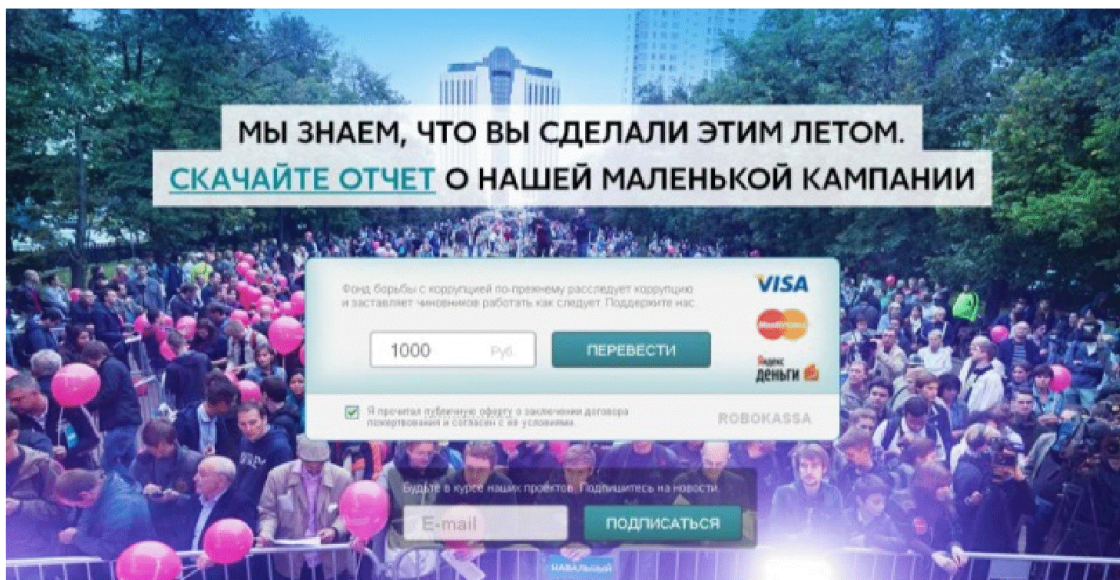 МЫ ЗНАЕМ, ЧТО ВЫ СДЕЛАЛИ ЭТИМ ЛЕТОМ.
СКАЧАЙТЕ ОТЧЕТ О НАШЕЙ МАЛЕНЬКОЙ КАМПАНИИ
Фонд борьбы с коррупцией по-прежнему расследует коррупцию
и заставляет чиновников работать как следует. Поддержите нас.
VISA
MasterCard
1000 Руб. ПЕРЕВЕСТИ
Яндекс
деньги
Я прочитал публичную оферту о заключении договора
пожертвования и согласен с ее условиями.
ROBOKASSA
Будьте в курсе наших проектов. Подпишитесь на новости.
E-mail ПОДПИСАТЬСЯ
НАВАЛЬНЫЙ